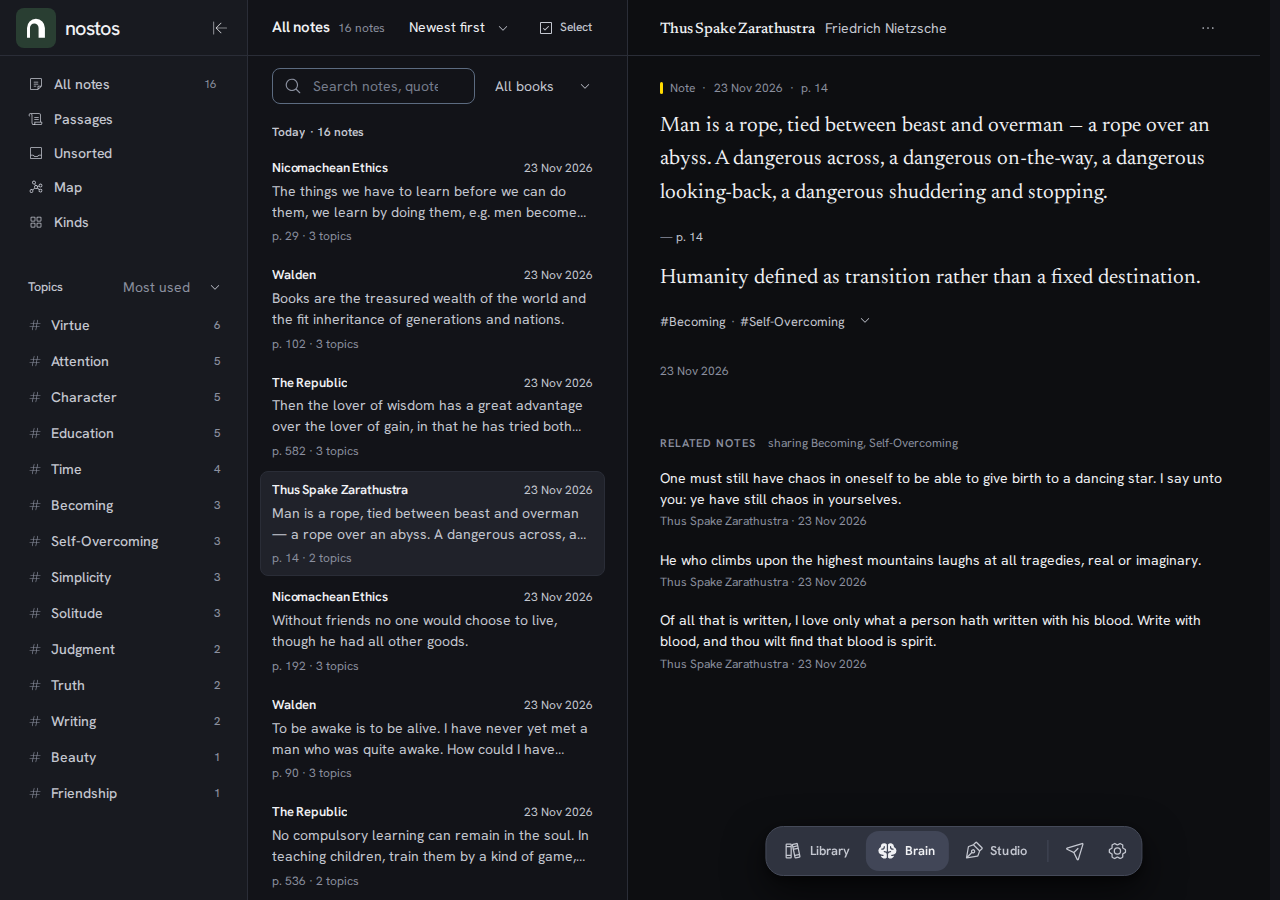 nostos
All notes 16
Passages
Unsorted
Map
Kinds
Topics Most used
# Virtue 6
# Attention 5
# Character 5
# Education 5
# Time 4
# Becoming 3
# Self-Overcoming 3
# Simplicity 3
# Solitude 3
# Judgment 2
# Truth 2
# Writing 2
# Beauty 1
# Friendship 1
All notes 16 notes Newest first Select
Search notes, quote All books
Today · 16 notes
Nicomachean Ethics 23 Nov 2026
The things we have to learn before we can do
them, we learn by doing them, e.g. men become…
p. 29 · 3 topics
Walden 23 Nov 2026
Books are the treasured wealth of the world and
the fit inheritance of generations and nations.
p. 102 · 3 topics
The Republic 23 Nov 2026
Then the lover of wisdom has a great advantage
over the lover of gain, in that he has tried both…
p. 582 · 3 topics
Thus Spake Zarathustra 23 Nov 2026
Man is a rope, tied between beast and overman
— a rope over an abyss. A dangerous across, a…
p. 14 · 2 topics
Nicomachean Ethics 23 Nov 2026
Without friends no one would choose to live,
though he had all other goods.
p. 192 · 3 topics
Walden 23 Nov 2026
To be awake is to be alive. I have never yet met a
man who was quite awake. How could I have…
p. 90 · 3 topics
The Republic 23 Nov 2026
No compulsory learning can remain in the soul. In
teaching children, train them by a kind of game,…
p. 536 · 2 topics
Thus Spake Zarathustra Friedrich Nietzsche ···
Note · 23 Nov 2026 · p. 14
Man is a rope, tied between beast and overman — a rope over an
abyss. A dangerous across, a dangerous on-the-way, a dangerous
looking-back, a dangerous shuddering and stopping.
— p. 14
Humanity defined as transition rather than a fixed destination.
#Becoming · #Self-Overcoming
23 Nov 2026
RELATED NOTES sharing Becoming, Self-Overcoming
One must still have chaos in oneself to be able to give birth to a dancing star. I say unto
you: ye have still chaos in yourselves.
Thus Spake Zarathustra · 23 Nov 2026
He who climbs upon the highest mountains laughs at all tragedies, real or imaginary.
Thus Spake Zarathustra · 23 Nov 2026
Of all that is written, I love only what a person hath written with his blood. Write with
blood, and thou wilt find that blood is spirit.
Thus Spake Zarathustra · 23 Nov 2026
Library Brain Studio